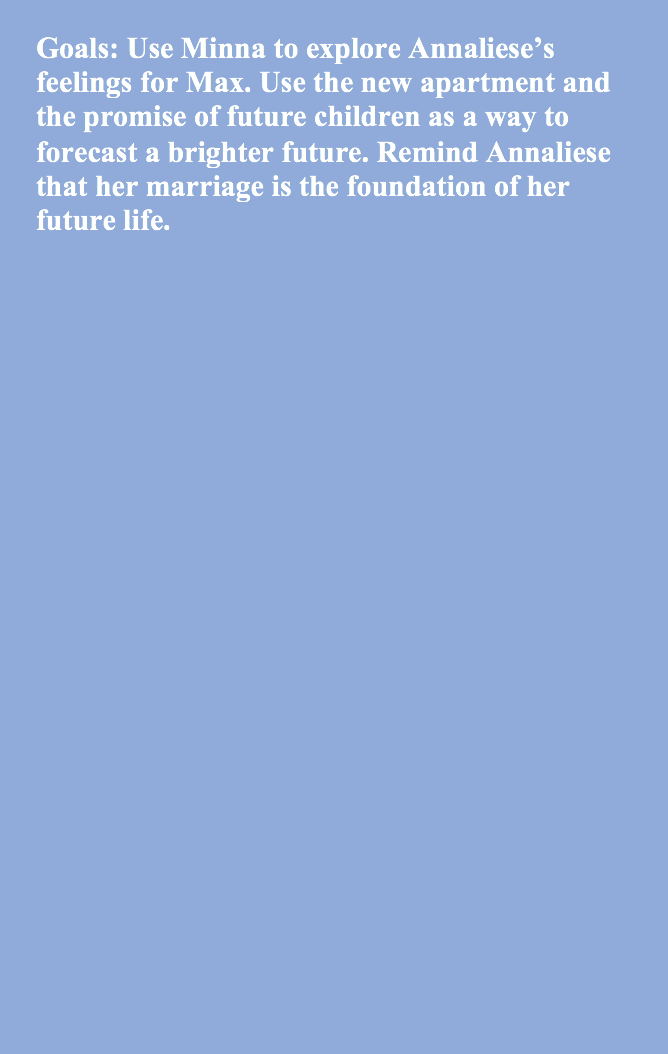 Goals: Use Minna to explore Annaliese’s
feelings for Max. Use the new apartment and
the promise of future children as a way to
forecast a brighter future. Remind Annaliese
that her marriage is the foundation of her
future life.